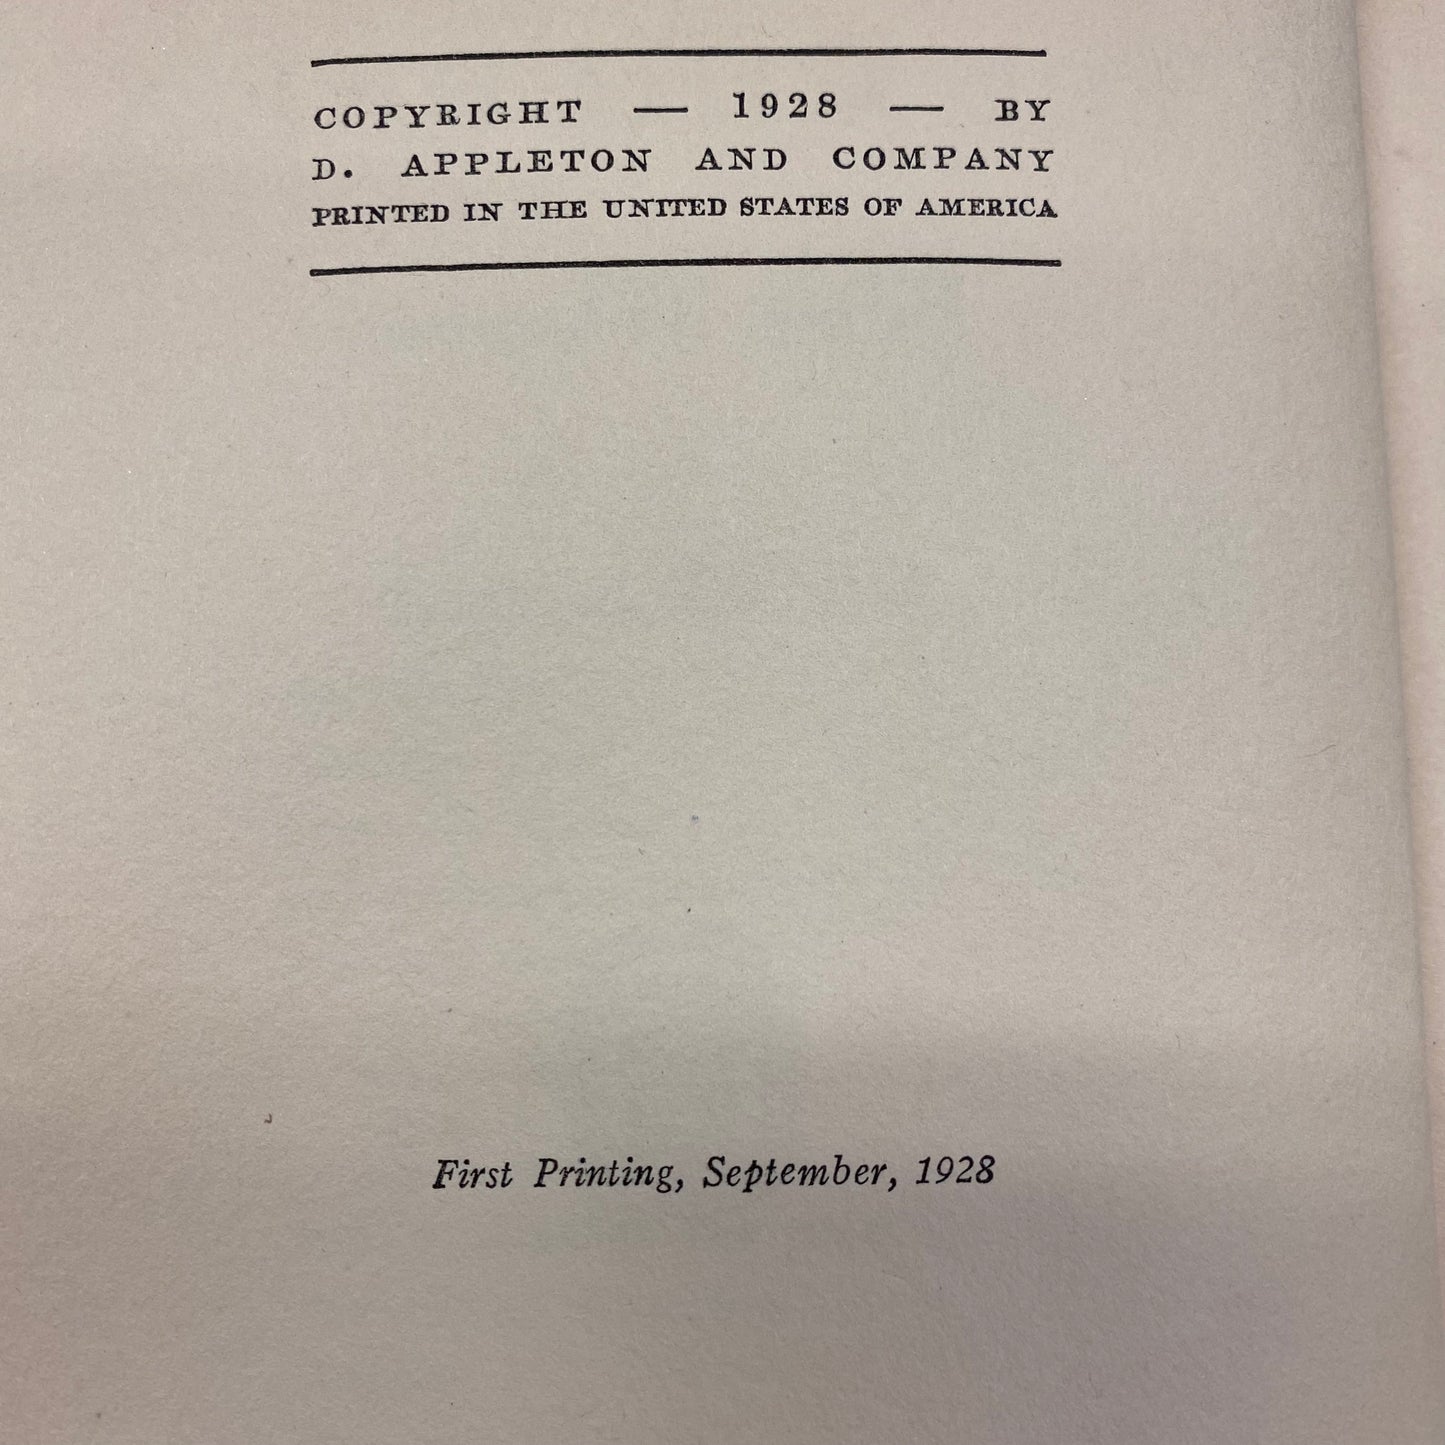 COPYRIGHT — 1928 — BY
D. APPLETON AND COMPANY
PRINTED IN THE UNITED STATES OF AMERICA
First Printing, September, 1928